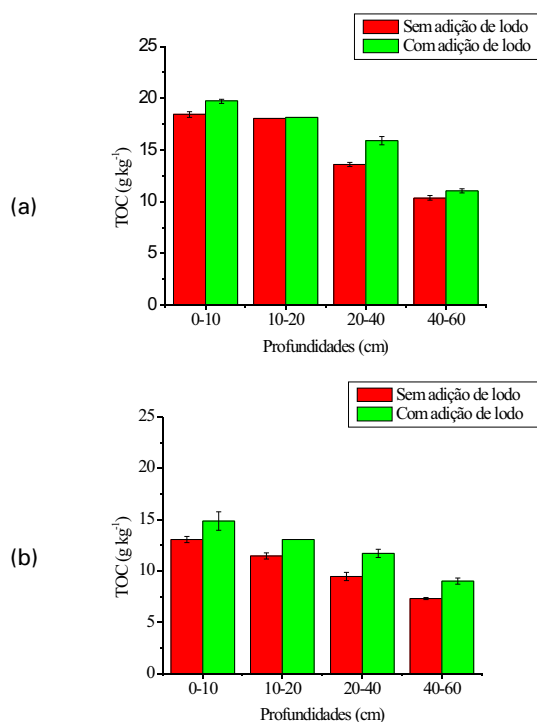 Sem adição de lodo
Com adição de lodo
(a)
TOC (g kg⁻¹)
25
20
15
10
5
0
0-10 10-20 20-40 40-60
Profundidades (cm)
Sem adição de lodo
Com adição de lodo
(b)
TOC (g kg⁻¹)
25
20
15
10
5
0
0-10 10-20 20-40 40-60
Profundidades (cm)